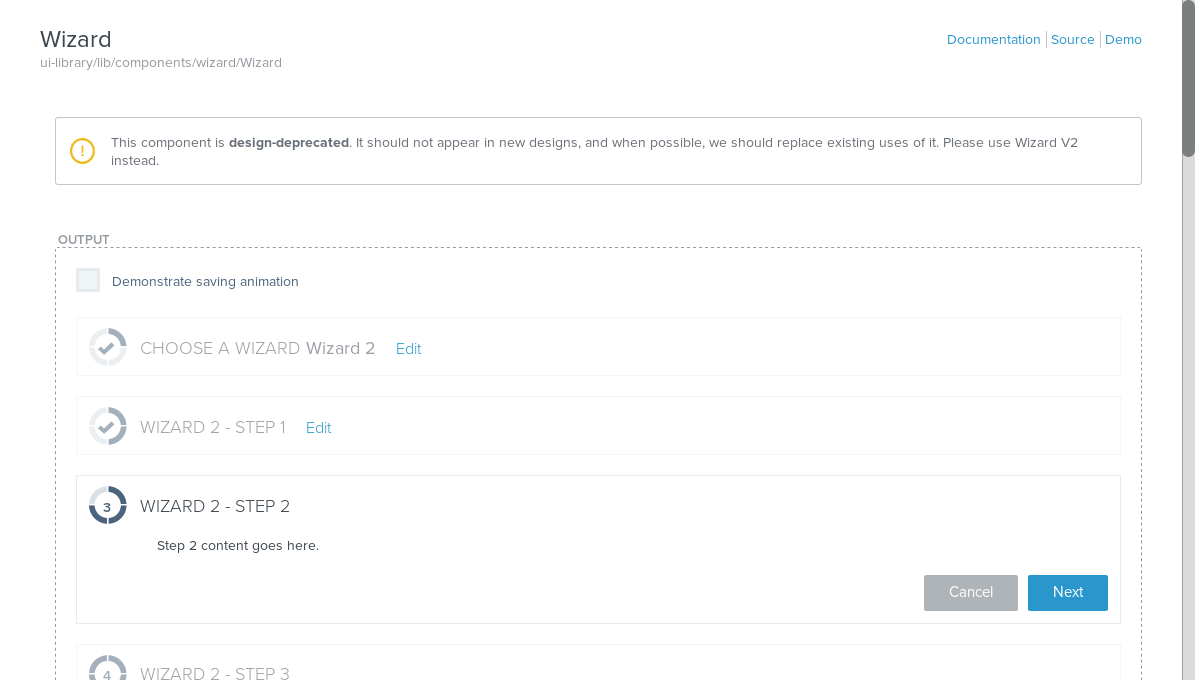 Wizard
Documentation Source Demo
ui-library/lib/components/wizard/Wizard
! This component is design-deprecated. It should not appear in new designs, and when possible, we should replace existing uses of it. Please use Wizard V2
instead.
OUTPUT
Demonstrate saving animation
CHOOSE A WIZARD Wizard 2 Edit
WIZARD 2 - STEP 1 Edit
3 WIZARD 2 - STEP 2
Step 2 content goes here.
Cancel Next
4 WIZARD 2 - STEP 3